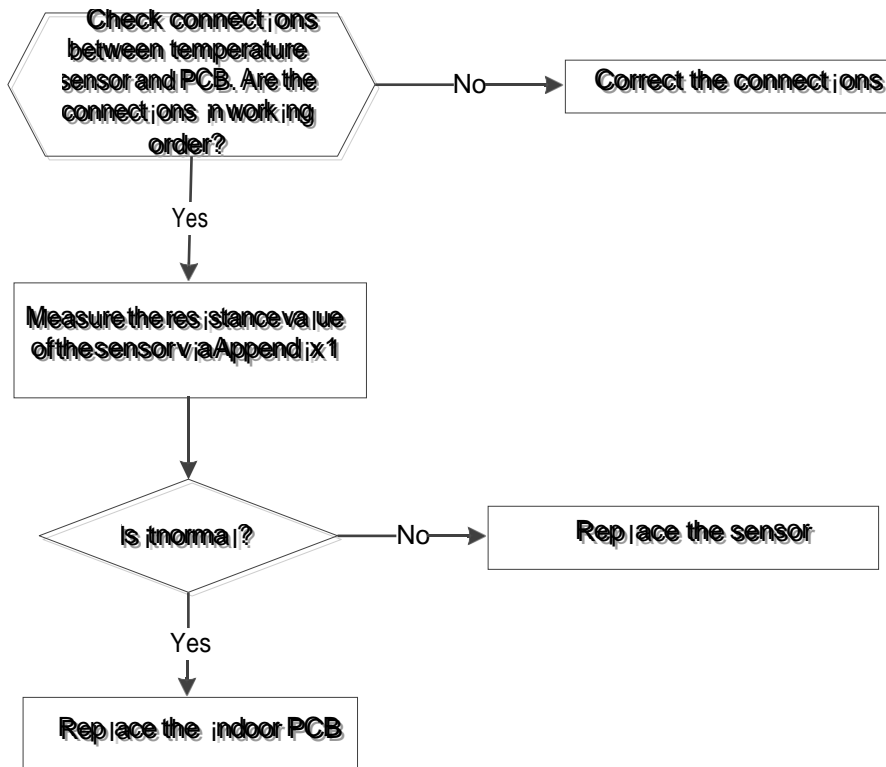 Check connections
between temperature
sensor and PCB. Are the
connections in working
order?
No
Correct the connections
Yes
Measure the resistance value
of the sensor via Appendix 1
Is it normal?
No
Replace the sensor
Yes
Replace the indoor PCB